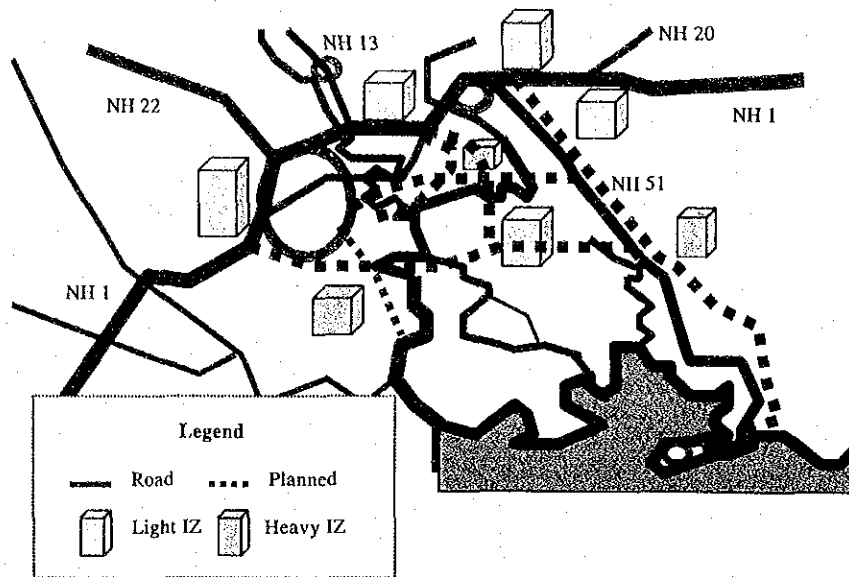 NH 13
NH 20
NH 22
NH 1
NH 51
NH 1
Legend
Road
Planned
Light IZ
Heavy IZ